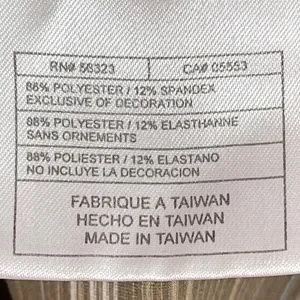 RN# 56323 CA# 05553
88% POLYESTER / 12% SPANDEX
EXCLUSIVE OF DECORATION
88% POLYESTER / 12% ELASTHANNE
SANS ORNEMENTS
88% POLIESTER / 12% ELASTANO
NO INCLUYE LA DECORACION
FABRIQUE A TAIWAN
HECHO EN TAIWAN
MADE IN TAIWAN